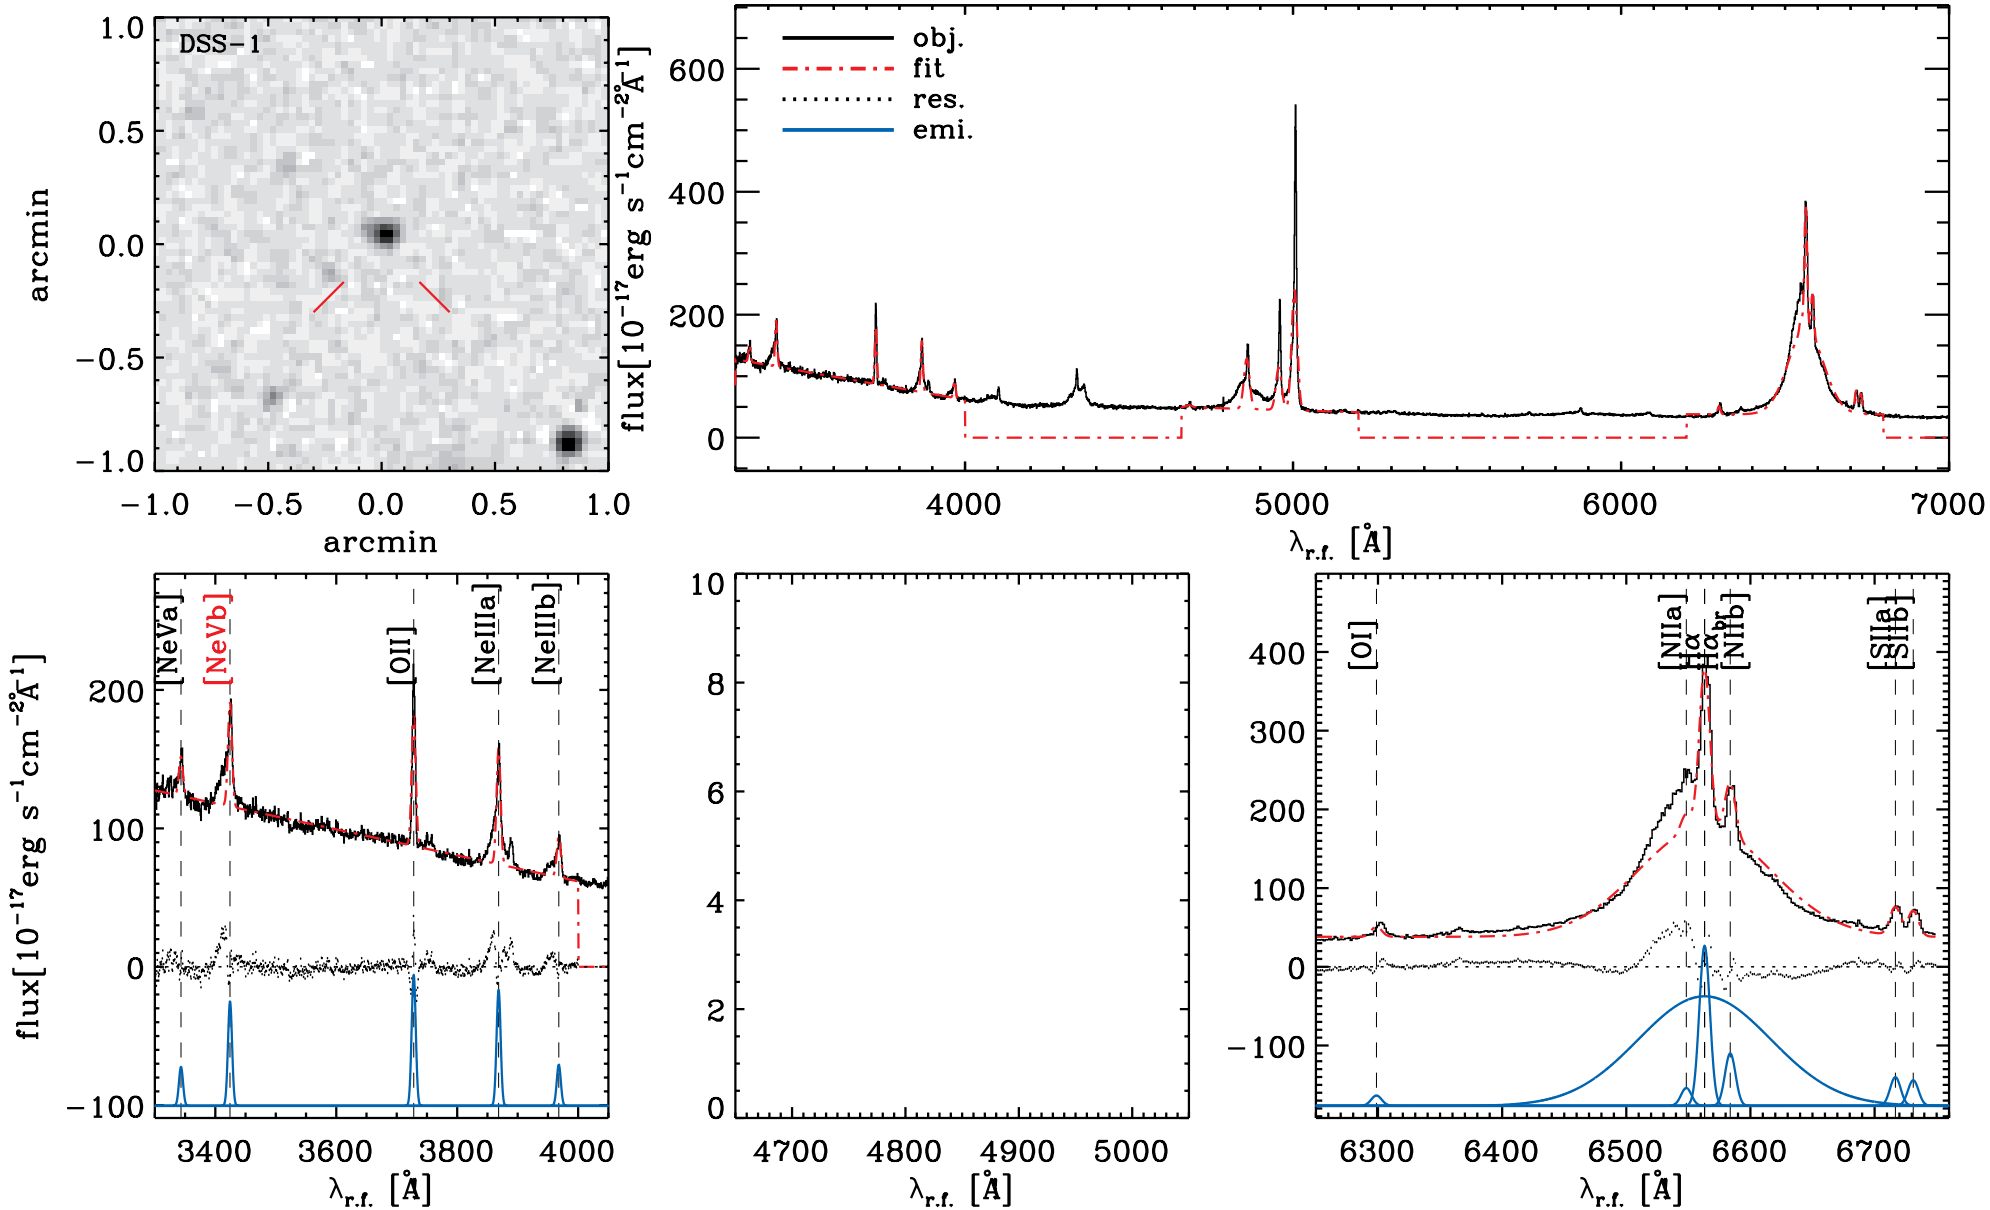 DSS-1
1.0
0.5
0.0
−0.5
−1.0
arcmin
−1.0 −0.5 0.0 0.5 1.0
arcmin
flux[10⁻¹⁷erg s⁻¹cm⁻²Å⁻¹]
600
400
200
0
obj.
fit
res.
emi.
4000 5000 6000 7000
λr.f. [Å]
flux[10⁻¹⁷erg s⁻¹cm⁻²Å⁻¹]
200
100
0
−100
[NeVa]
[NeVb]
[OII]
[NeIIIa]
[NeIIIb]
3400 3600 3800 4000
λr.f. [Å]
10
8
6
4
2
0
4700 4800 4900 5000
λr.f. [Å]
400
300
200
100
0
−100
[OI]
[NIIa]
Hα
Hαbr
[NIIb]
[SIIa]
[SIIb]
6300 6400 6500 6600 6700
λr.f. [Å]